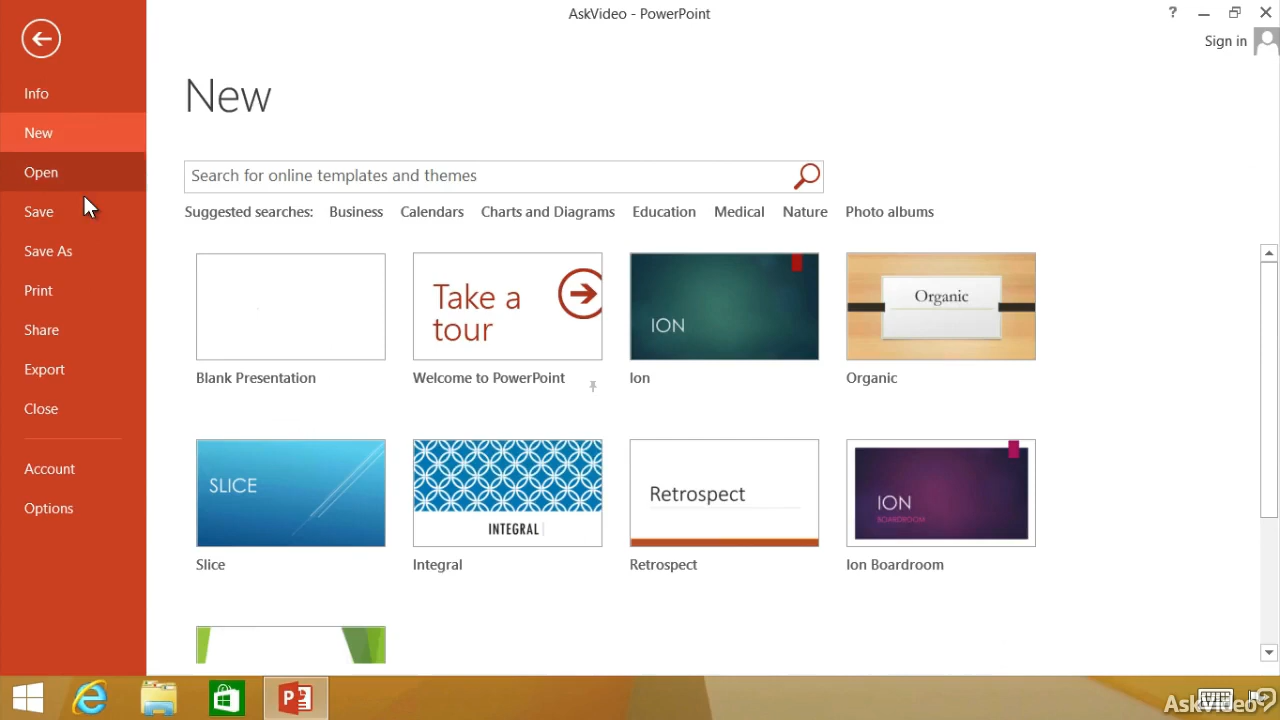 AskVideo - PowerPoint
?
Sign in
Info
New
Open
Save
Save As
Print
Share
Export
Close
Account
Options
New
Search for online templates and themes
Suggested searches: Business Calendars Charts and Diagrams Education Medical Nature Photo albums
Take a
tour
ION
Organic
Blank Presentation Welcome to PowerPoint Ion Organic
SLICE
INTEGRAL
Retrospect
ION
BOARDROOM
Slice Integral Retrospect Ion Boardroom
P
AskVideo